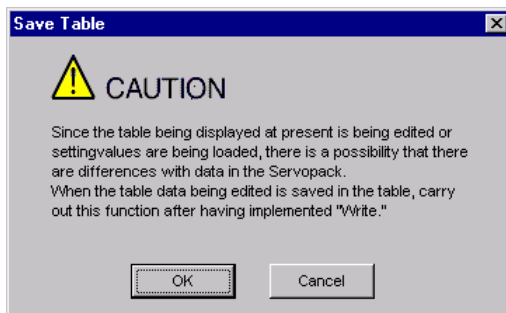 Save Table
CAUTION
Since the table being displayed at present is being edited or
settingvalues are being loaded, there is a possibility that there
are differences with data in the Servopack.
When the table data being edited is saved in the table, carry
out this function after having implemented "Write."
OK
Cancel